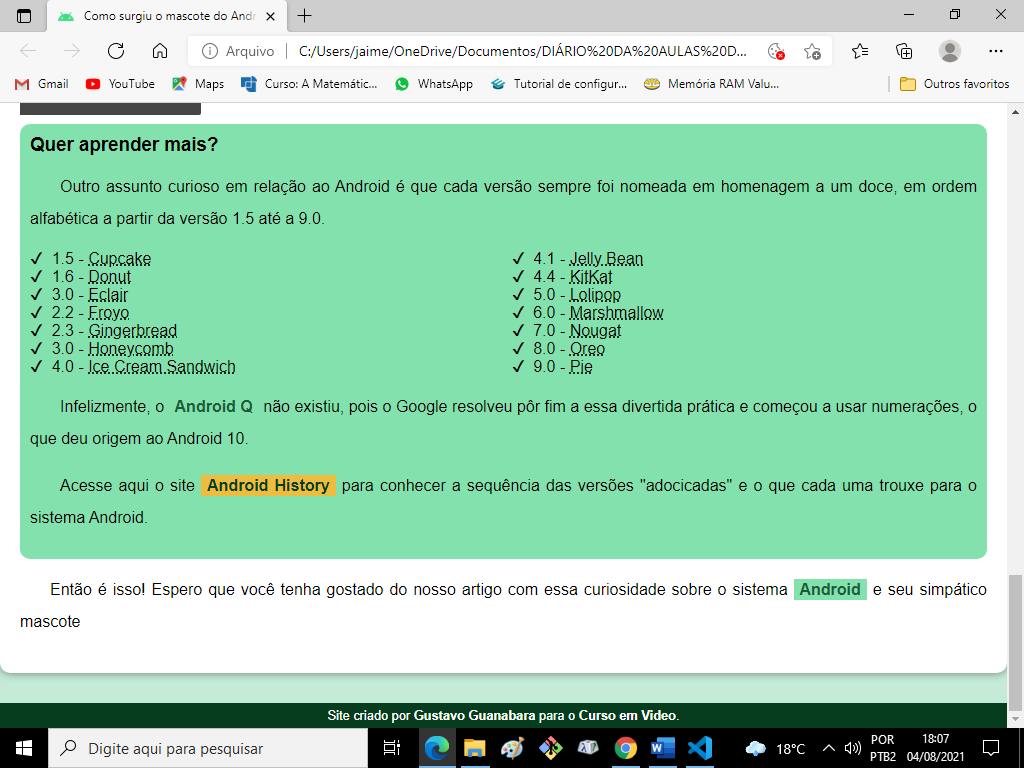 Como surgiu o mascote do Andr
Arquivo
C:/Users/jaime/OneDrive/Documentos/DIÁRIO%20DA%20AULAS%20D...
Gmail
YouTube
Maps
Curso: A Matemátic...
WhatsApp
Tutorial de configur...
Memória RAM Valu...
Outros favoritos
Quer aprender mais?
Outro assunto curioso em relação ao Android é que cada versão sempre foi nomeada em homenagem a um doce, em ordem
alfabética a partir da versão 1.5 até a 9.0.
✓ 1.5 - Cupcake
✓ 1.6 - Donut
✓ 3.0 - Eclair
✓ 2.2 - Froyo
✓ 2.3 - Gingerbread
✓ 3.0 - Honeycomb
✓ 4.0 - Ice Cream Sandwich
✓ 4.1 - Jelly Bean
✓ 4.4 - KitKat
✓ 5.0 - Lolipop
✓ 6.0 - Marshmallow
✓ 7.0 - Nougat
✓ 8.0 - Oreo
✓ 9.0 - Pie
Infelizmente, o Android Q não existiu, pois o Google resolveu pôr fim a essa divertida prática e começou a usar numerações, o
que deu origem ao Android 10.
Acesse aqui o site Android History para conhecer a sequência das versões "adocicadas" e o que cada uma trouxe para o
sistema Android.
Então é isso! Espero que você tenha gostado do nosso artigo com essa curiosidade sobre o sistema Android e seu simpático
mascote
Site criado por Gustavo Guanabara para o Curso em Video.
Digite aqui para pesquisar
18°C
POR
PTB2
18:07
04/08/2021